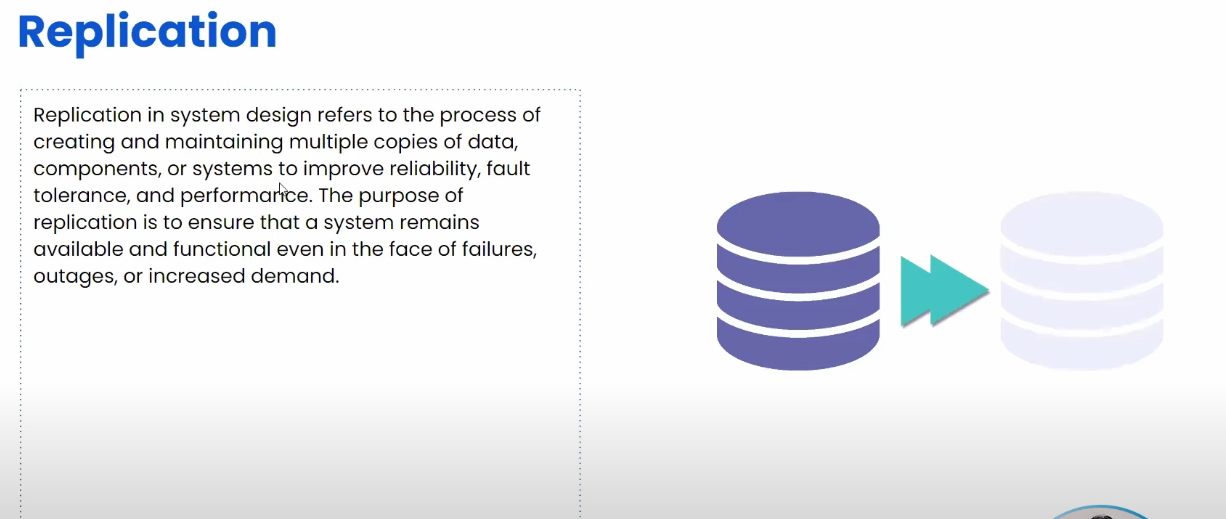 Replication
Replication in system design refers to the process of
creating and maintaining multiple copies of data,
components, or systems to improve reliability, fault
tolerance, and performance. The purpose of
replication is to ensure that a system remains
available and functional even in the face of failures,
outages, or increased demand.